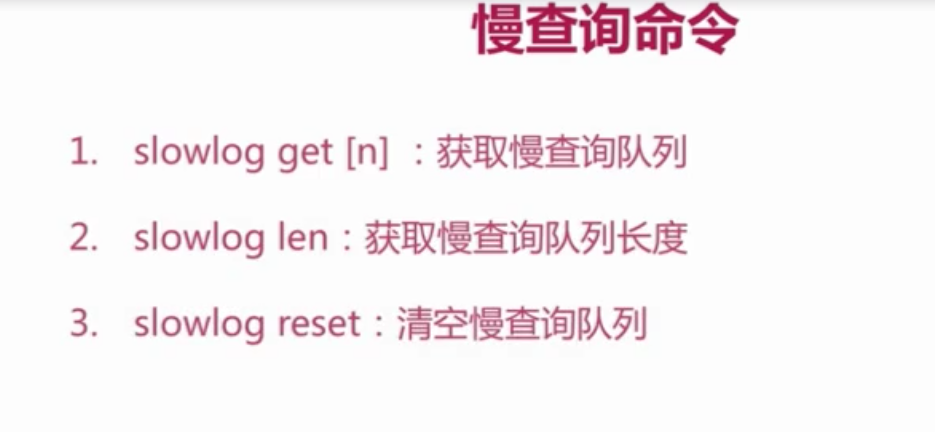 慢查询命令
1. slowlog get [n] ：获取慢查询队列
2. slowlog len：获取慢查询队列长度
3. slowlog reset：清空慢查询队列